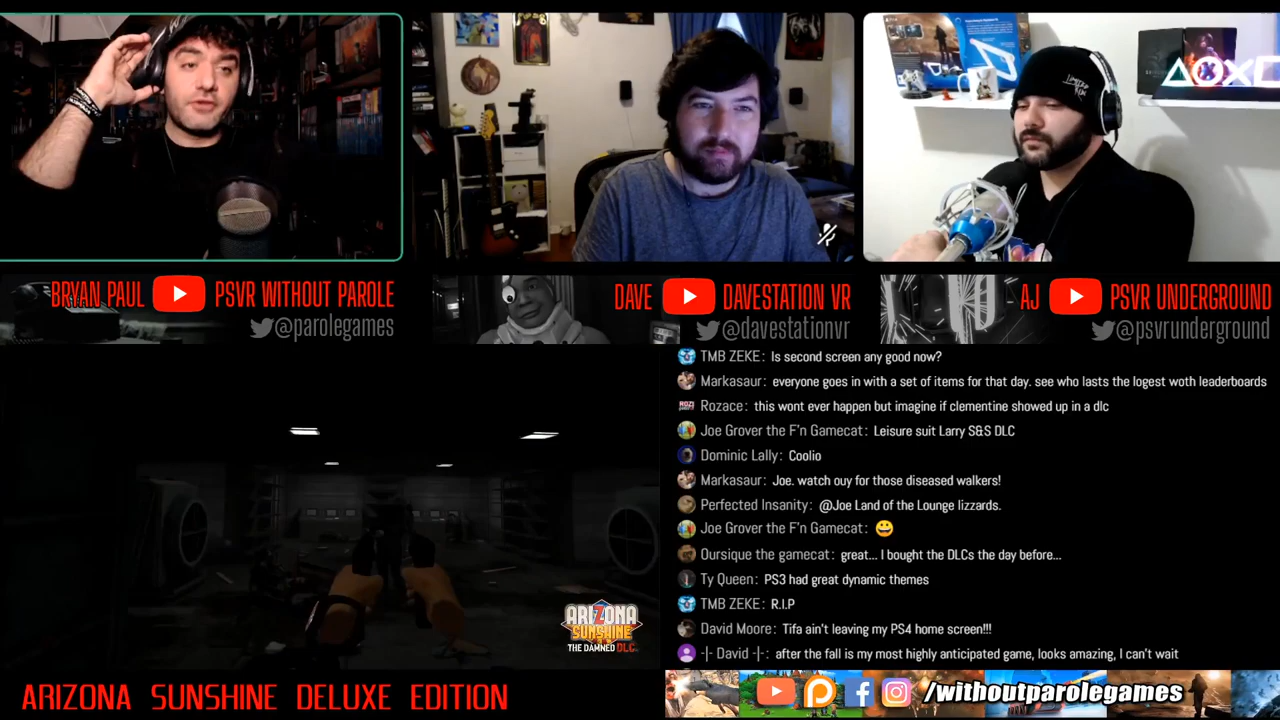 BRYAN PAUL PSVR WITHOUT PAROLE
@parolegames
DAVE DAVESTATION VR
@davestationvr
AJ PSVR UNDERGROUND
@psvrunderground
TMB ZEKE: Is second screen any good now?
Markasaur: everyone goes in with a set of items for that day. see who lasts the logest woth leaderboards
Rozace: this wont ever happen but imagine if clementine showed up in a dlc
Joe Grover the F'n Gamecat: Leisure suit Larry S&S DLC
Dominic Lally: Coolio
Markasaur: Joe. watch ouy for those diseased walkers!
Perfected Insanity: @Joe Land of the Lounge lizzards.
Joe Grover the F'n Gamecat: 😀
Oursique the gamecat: great... I bought the DLCs the day before...
Ty Queen: PS3 had great dynamic themes
TMB ZEKE: R.I.P
David Moore: Tifa ain't leaving my PS4 home screen!!!
-|- David -|-: after the fall is my most highly anticipated game, looks amazing, I can't wait
ARIZONA
SUNSHINE
THE DAMNED DLC
ARIZONA SUNSHINE DELUXE EDITION
/withoutparolegames